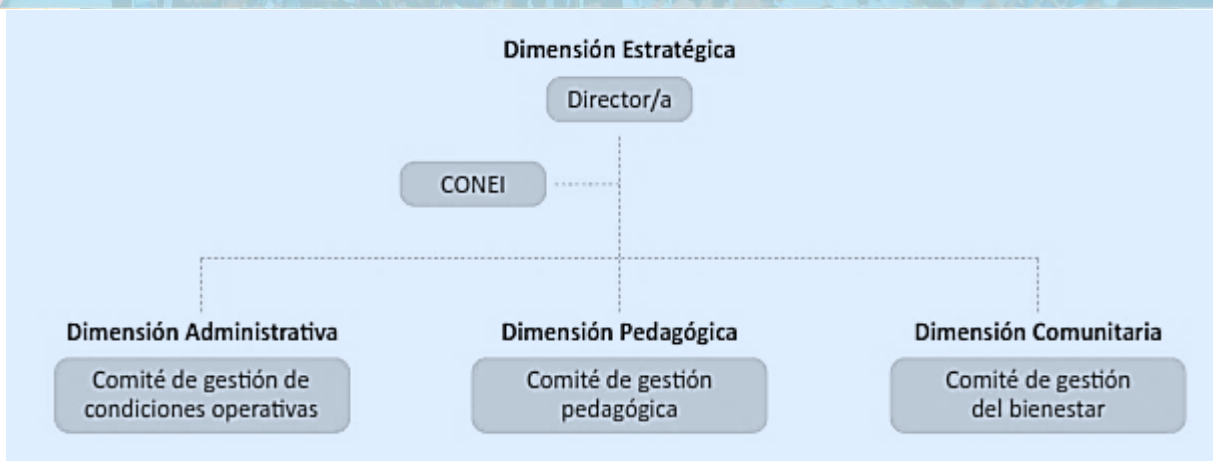 Dimensión Estratégica
Director/a
CONEI
Dimensión Administrativa
Comité de gestión de
condiciones operativas
Dimensión Pedagógica
Comité de gestión
pedagógica
Dimensión Comunitaria
Comité de gestión
del bienestar